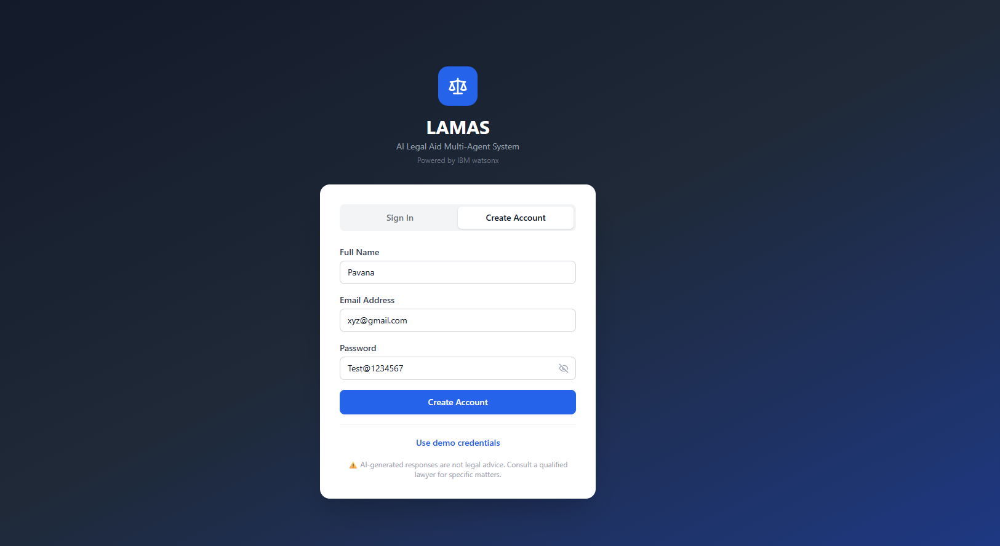 LAMAS
AI Legal Aid Multi-Agent System
Powered by IBM watsonx
Sign In
Create Account
Full Name
Pavana
Email Address
xyz@gmail.com
Password
Test@1234567
Create Account
Use demo credentials
⚠️ AI-generated responses are not legal advice. Consult a qualified
lawyer for specific matters.